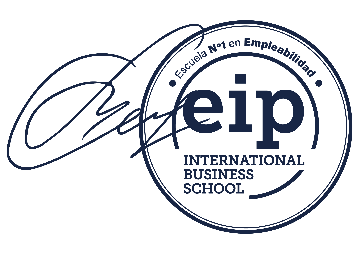 • Escuela Nº1 en Empleabilidad •
eip
INTERNATIONAL
BUSINESS
SCHOOL